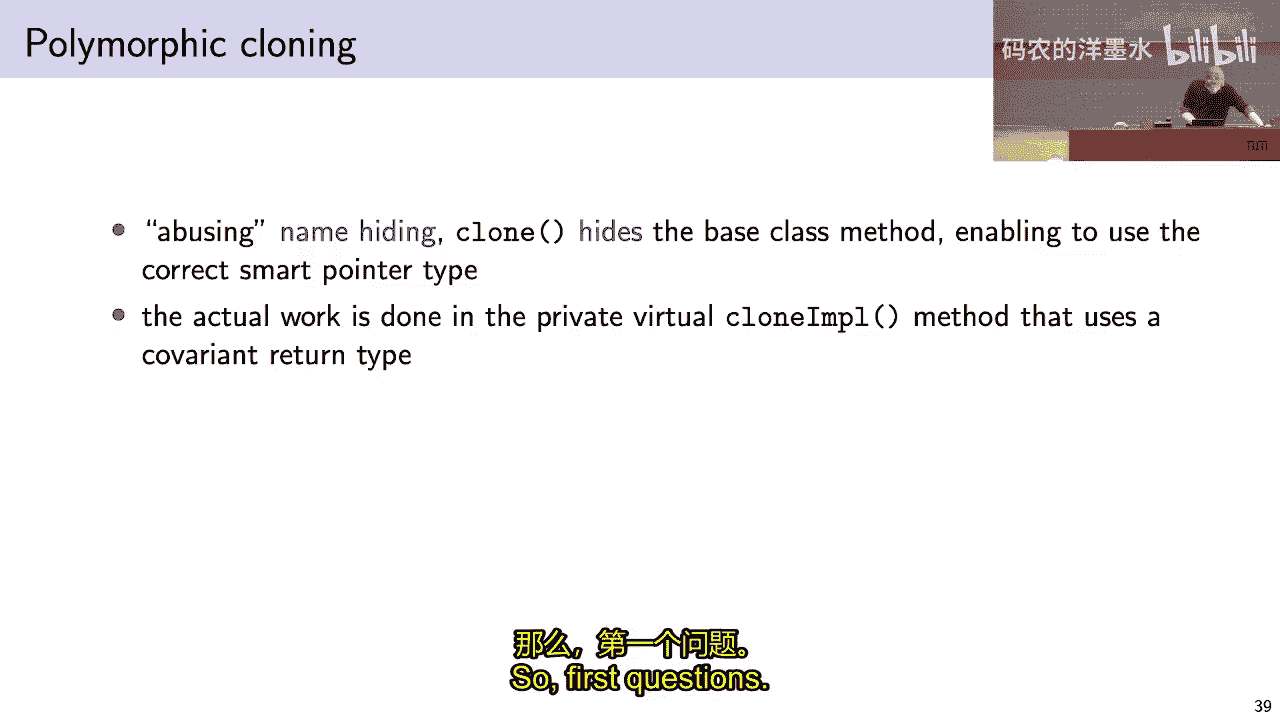 Polymorphic cloning
码农的洋墨水 bilibili
“abusing” name hiding, clone() hides the base class method, enabling to use the
correct smart pointer type
the actual work is done in the private virtual cloneImpl() method that uses a
covariant return type
那么，第一个问题。
So, first questions.
39